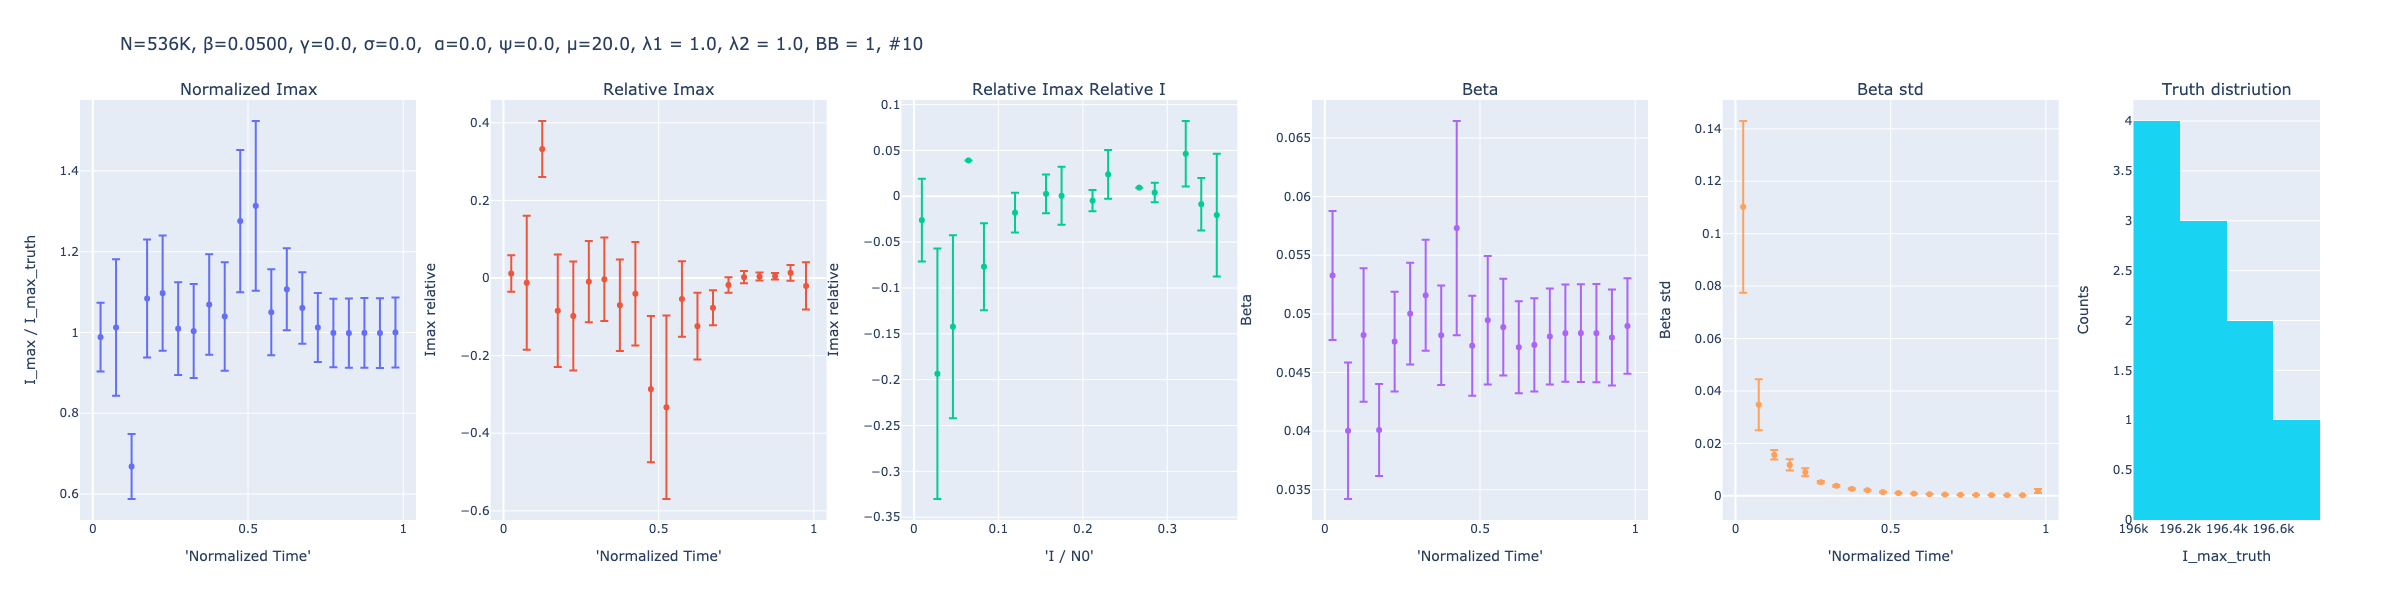 N=536K, β=0.0500, γ=0.0, σ=0.0, α=0.0, ψ=0.0, μ=20.0, λ1 = 1.0, λ2 = 1.0, BB = 1, #10
Normalized Imax
I_max / I_max_truth
1.4
1.2
1
0.8
0.6
0 0.5 1
'Normalized Time'
Relative Imax
Imax relative
0.4
0.2
0
−0.2
−0.4
−0.6
0 0.5 1
'Normalized Time'
Relative Imax Relative I
Imax relative
0.1
0.05
0
−0.05
−0.1
−0.15
−0.2
−0.25
−0.3
−0.35
0 0.1 0.2 0.3
'I / N0'
Beta
Beta
0.065
0.06
0.055
0.05
0.045
0.04
0.035
0 0.5 1
'Normalized Time'
Beta std
Beta std
0.14
0.12
0.1
0.08
0.06
0.04
0.02
0
0 0.5 1
'Normalized Time'
Truth distriution
Counts
4
3.5
3
2.5
2
1.5
1
0.5
0
196k 196.2k 196.4k 196.6k
I_max_truth